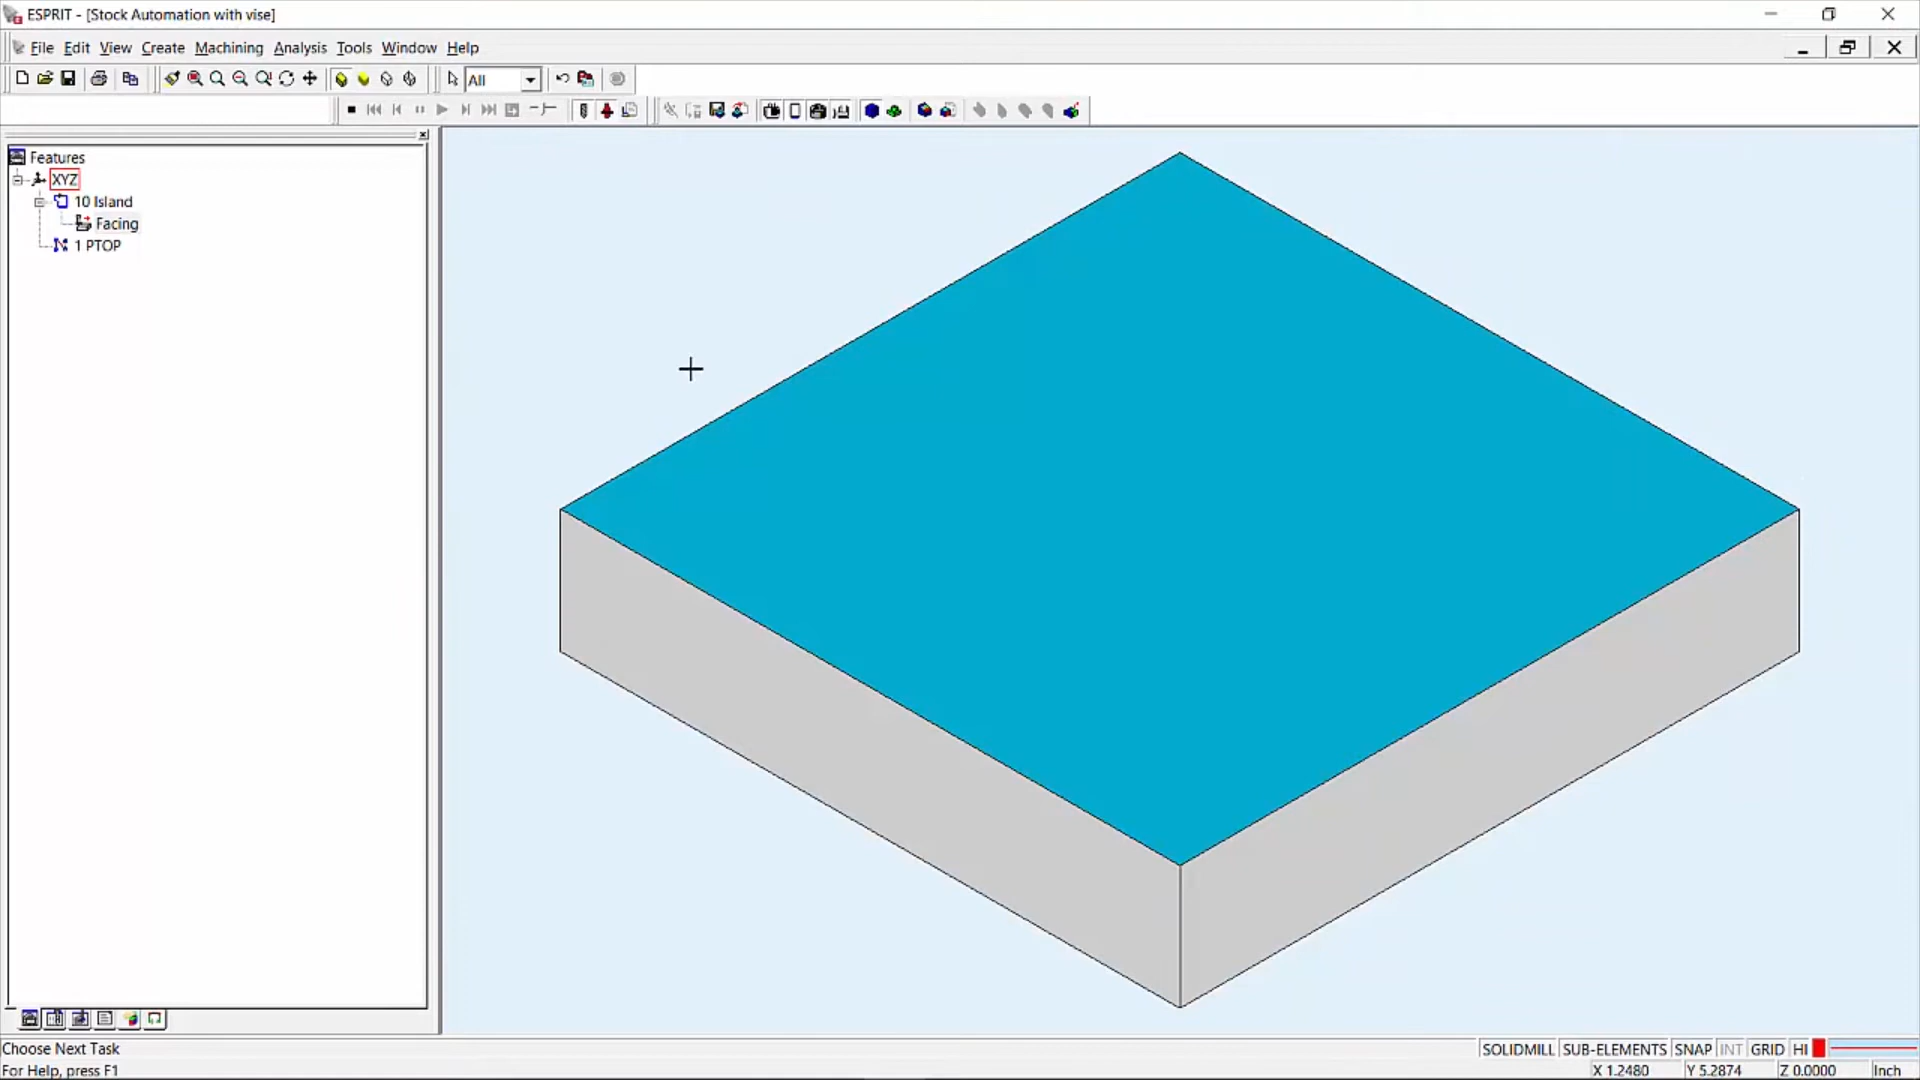 ESPRIT - [Stock Automation with vise]
File Edit View Create Machining Analysis Tools Window Help
All
Features
XYZ
10 Island
Facing
1 PTOP
Choose Next Task
SOLIDMILL SUB-ELEMENTS SNAP INT GRID HI
For Help, press F1
X 1.2480 Y 5.2874 Z 0.0000 Inch